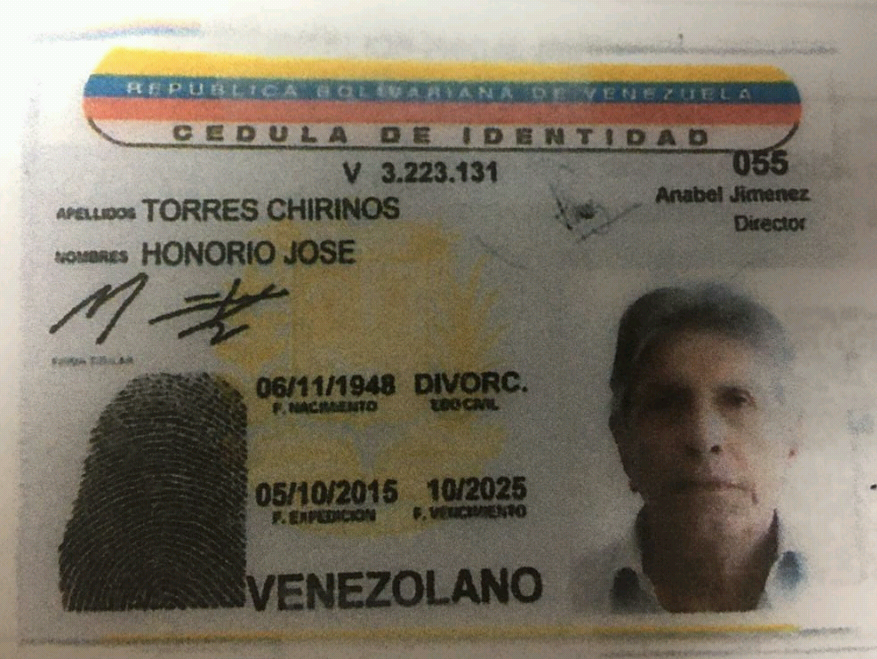 REPUBLICA BOLIVARIANA DE VENEZUELA
CEDULA DE IDENTIDAD
V 3.223.131
055
Anabel Jimenez
Director
APELLIDOS TORRES CHIRINOS
NOMBRES HONORIO JOSE
FIRMA TITULAR
06/11/1948 DIVORC.
F. NACIMIENTO EDO CIVIL
05/10/2015 10/2025
F. EXPEDICION F. VENCIMIENTO
VENEZOLANO